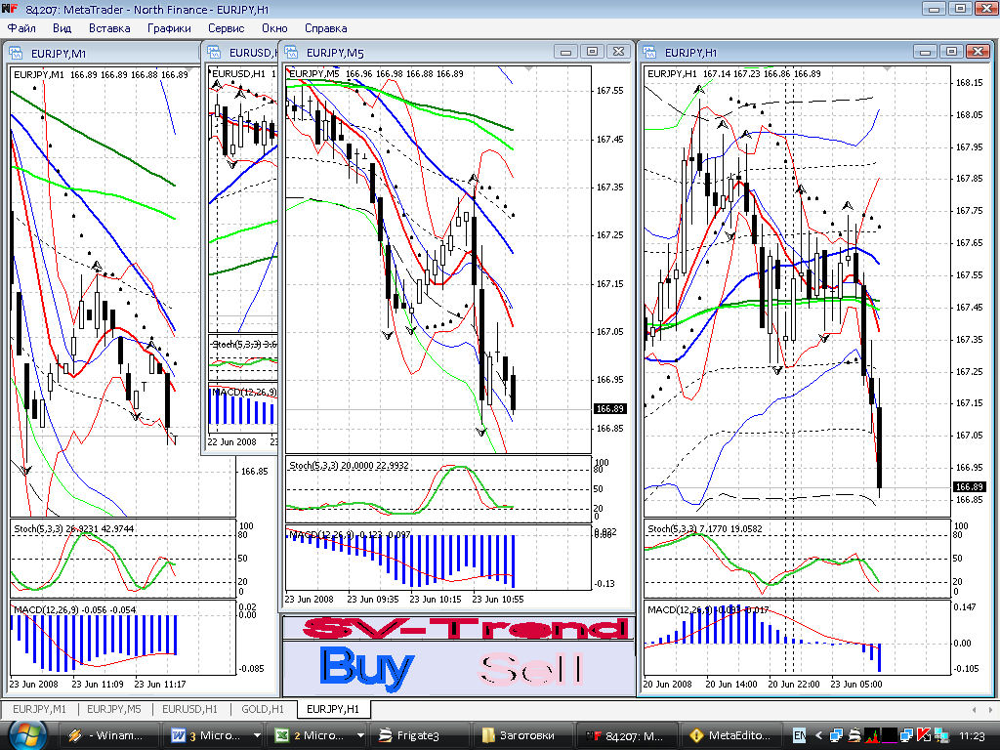 84207: MetaTrader - North Finance - EURJPY,H1
Файл Вид Вставка Графики Сервис Окно Справка
EURJPY,M1
EURJPY,M1 166.89 166.89 166.88 166.89
166.85
Stoch(5,3,3) 26.9231 42.9744
100
80
50
20
0
MACD(12,26,9) -0.056 -0.054
0.02
0.00
-0.085
23 Jun 2008 23 Jun 11:09 23 Jun 11:17
EURUSD,H
EURUSD,H1 1
Stoch(5,3,3) 3.6
MACD(12,26,9)
22 Jun 2008 23
EURJPY,M5
EURJPY,M5 166.96 166.98 166.88 166.89
167.55
167.45
167.35
167.25
167.15
167.05
166.95
166.89
166.85
Stoch(5,3,3) 20.0000 22.9932
100
80
50
20
0
MACD(12,26,9) -0.123 -0.097
0.00
-0.13
23 Jun 2008 23 Jun 09:35 23 Jun 10:15 23 Jun 10:55
SV-Trend
Buy Sell
EURJPY,H1
EURJPY,H1 167.14 167.23 166.86 166.89
168.15
168.05
167.95
167.85
167.75
167.65
167.55
167.45
167.35
167.25
167.15
167.05
166.95
166.89
166.85
Stoch(5,3,3) 7.1770 19.0582
100
80
50
20
0
MACD(12,26,9) -0.017
0.147
0.00
-0.105
20 Jun 2008 20 Jun 14:00 20 Jun 22:00 23 Jun 05:00
EURJPY,M1 EURJPY,M5 EURUSD,H1 GOLD,H1 EURJPY,H1
- Winam... 3 Micro... 2 Micro... Frigate3 Заготовки 84207: M... MetaEdito... EN 11:23